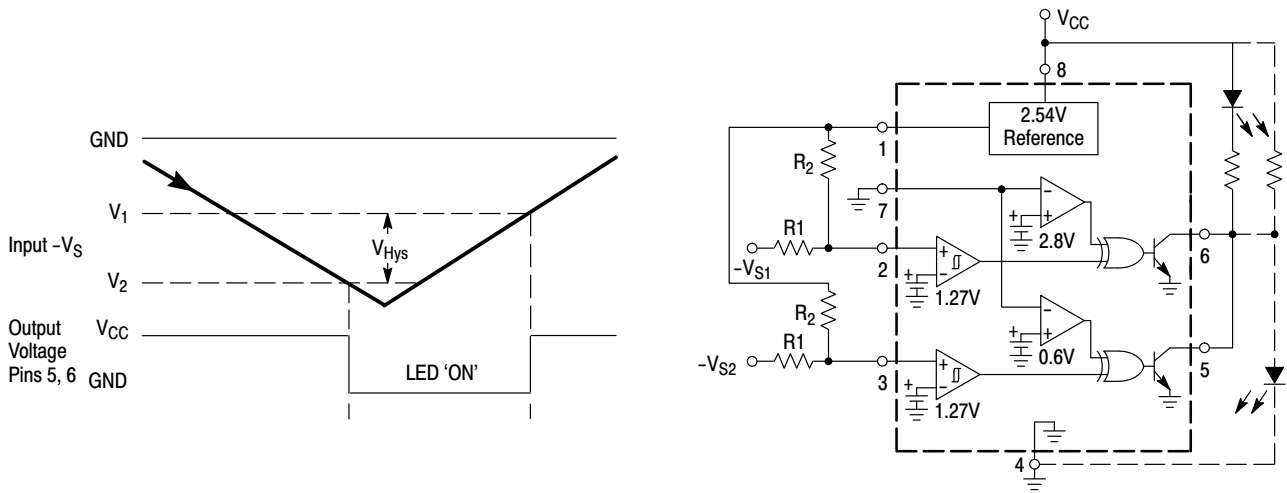 GND
V1
Input –VS
VHys
V2
Output
Voltage
Pins 5, 6
VCC
GND
LED 'ON'
VCC
8
2.54V
Reference
1
R2
7
2.8V
R1
–VS1
2
1.27V
6
R2
R1
–VS2
3
0.6V
1.27V
5
4